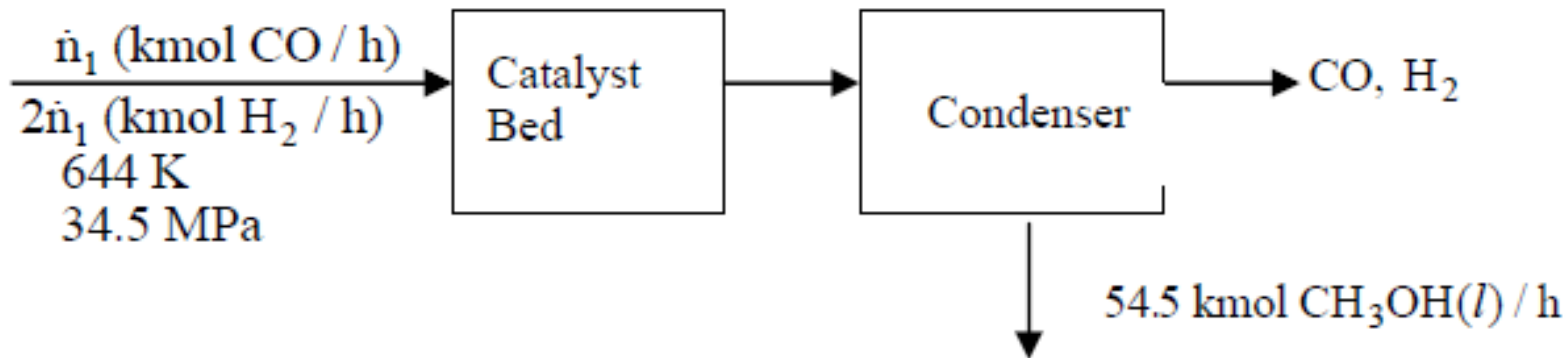 ṅ₁ (kmol CO / h)
2ṅ₁ (kmol H₂ / h)
644 K
34.5 MPa
Catalyst
Bed
Condenser
CO, H₂
54.5 kmol CH₃OH(l) / h